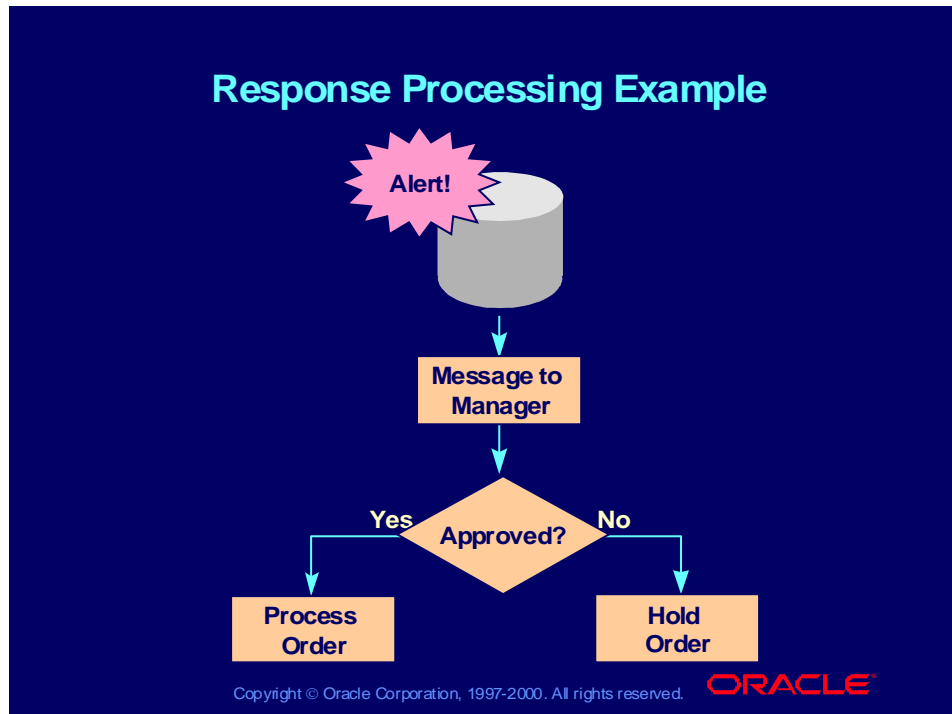 Response Processing Example
Alert!
Message to
Manager
Yes
Approved?
No
Process
Order
Hold
Order
Copyright © Oracle Corporation, 1997-2000. All rights reserved.
ORACLE®